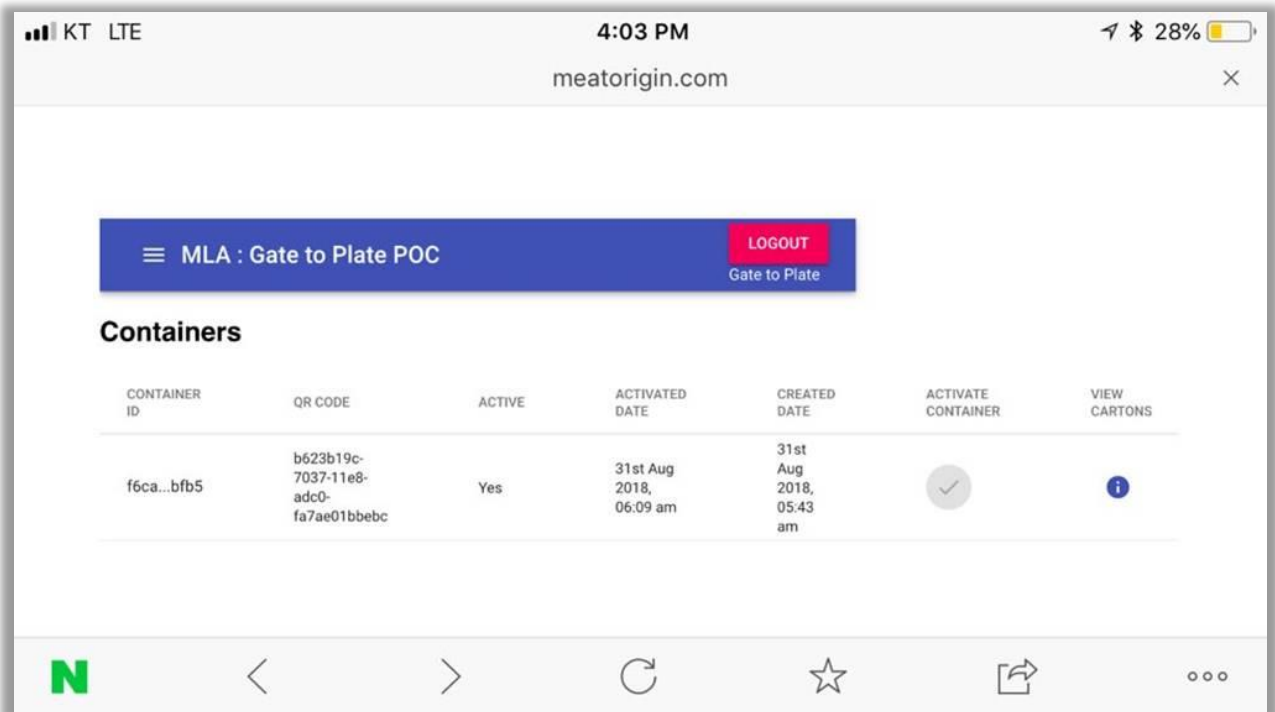 KT LTE 4:03 PM 28%
meatorigin.com
MLA : Gate to Plate POC
LOGOUT
Gate to Plate
Containers
CONTAINER
ID
QR CODE
ACTIVE
ACTIVATED
DATE
CREATED
DATE
ACTIVATE
CONTAINER
VIEW
CARTONS
f6ca...bfb5
b623b19c-
7037-11e8-
adc0-
fa7ae01bbebc
Yes
31st Aug
2018,
06:09 am
31st
Aug
2018,
05:43
am
N